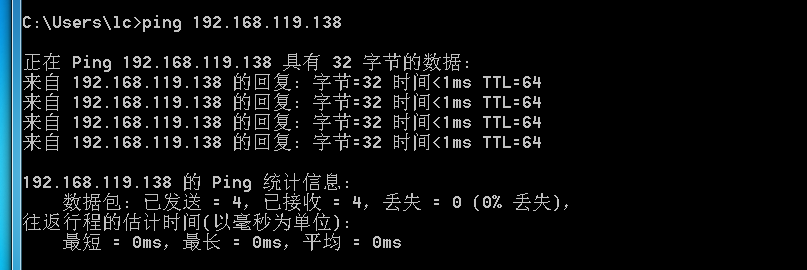 C:\Users\lc>ping 192.168.119.138
正在 Ping 192.168.119.138 具有 32 字节的数据:
来自 192.168.119.138 的回复: 字节=32 时间<1ms TTL=64
来自 192.168.119.138 的回复: 字节=32 时间<1ms TTL=64
来自 192.168.119.138 的回复: 字节=32 时间<1ms TTL=64
来自 192.168.119.138 的回复: 字节=32 时间<1ms TTL=64
192.168.119.138 的 Ping 统计信息:
数据包: 已发送 = 4，已接收 = 4，丢失 = 0 (0% 丢失)，
往返行程的估计时间(以毫秒为单位):
最短 = 0ms，最长 = 0ms，平均 = 0ms